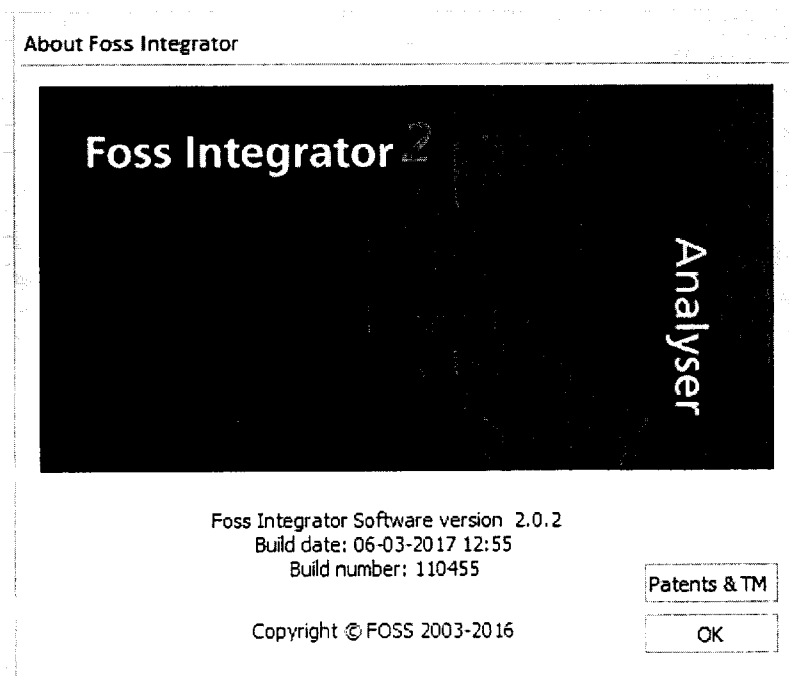 About Foss Integrator
Foss Integrator 2
Analyser
Foss Integrator Software version 2.0.2
Build date: 06-03-2017 12:55
Build number: 110455
Patents & TM
Copyright © FOSS 2003-2016
OK